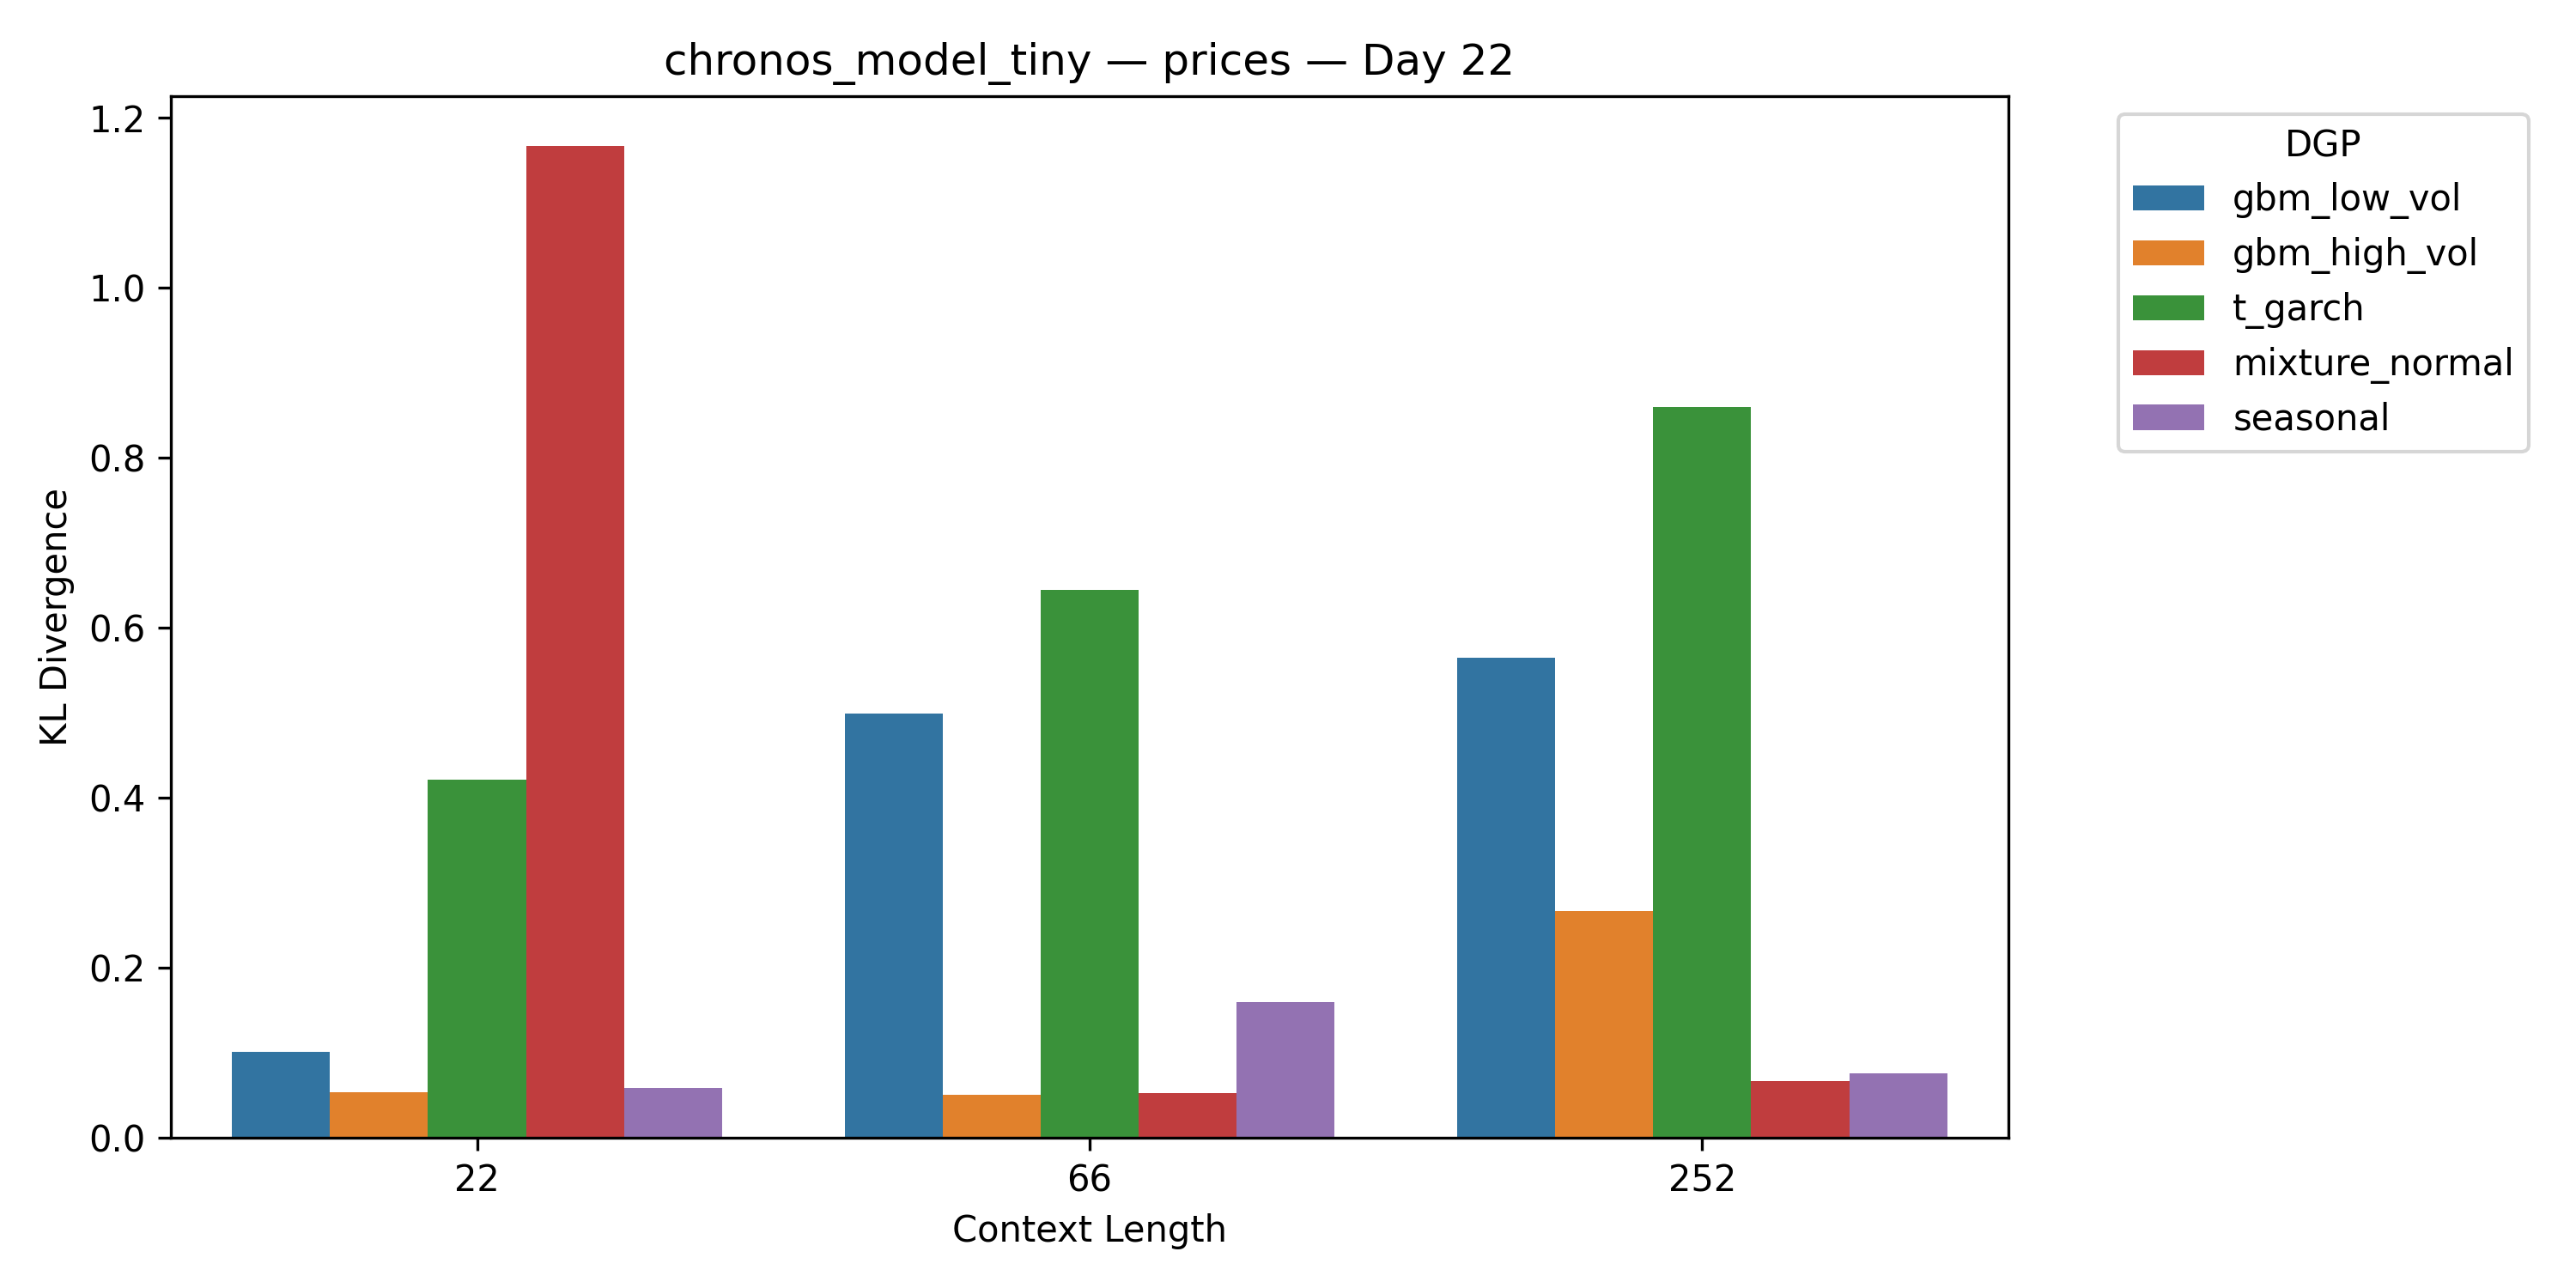 chronos_model_tiny — prices — Day 22
KL Divergence
1.2
1.0
0.8
0.6
0.4
0.2
0.0
22
66
252
Context Length
DGP
gbm_low_vol
gbm_high_vol
t_garch
mixture_normal
seasonal